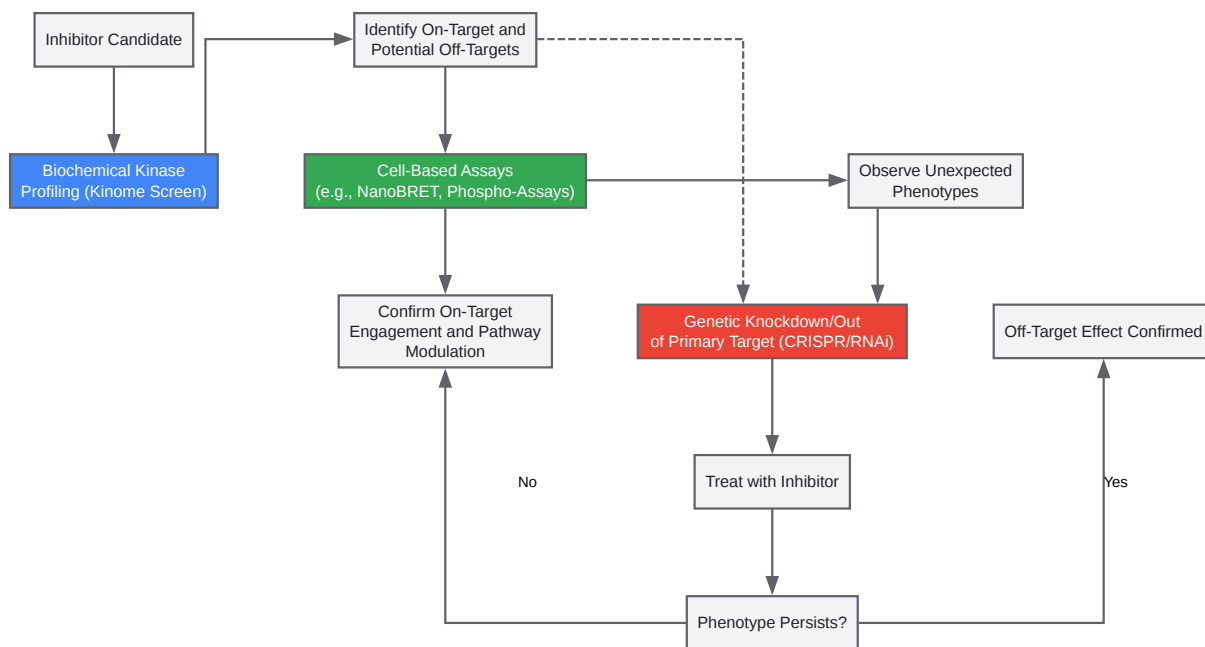 Inhibitor Candidate
Identify On-Target and
Potential Off-Targets
Biochemical Kinase
Profiling (Kinome Screen)
Cell-Based Assays
(e.g., NanoBRET, Phospho-Assays)
Observe Unexpected
Phenotypes
Confirm On-Target
Engagement and Pathway
Modulation
Genetic Knockdown/Out
of Primary Target (CRISPR/RNAi)
Off-Target Effect Confirmed
No
Treat with Inhibitor
Yes
Phenotype Persists?